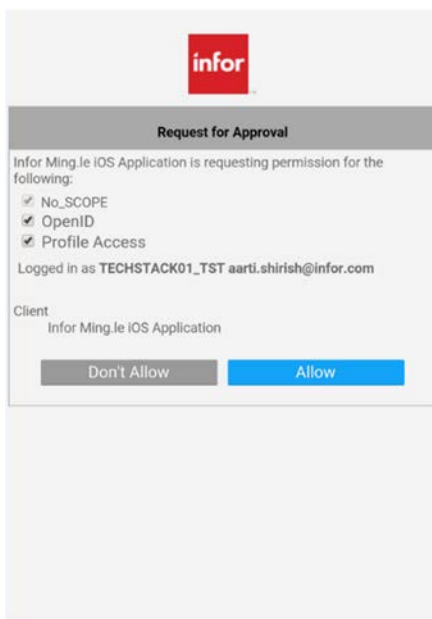 infor
Request for Approval
Infor Ming.le iOS Application is requesting permission for the
following:
No_SCOPE
OpenID
Profile Access
Logged in as TECHSTACK01_TST aarti.shirish@infor.com
Client
Infor Ming.le iOS Application
Don't Allow
Allow